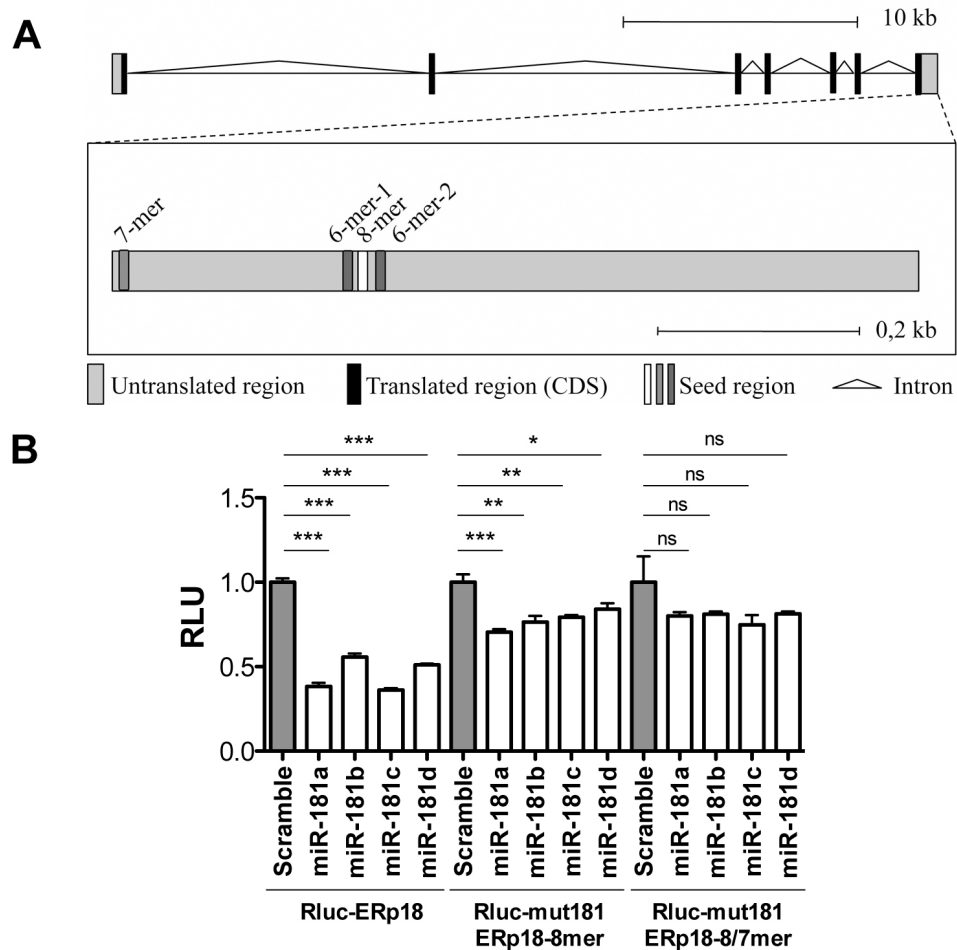 A
10 kb
7-mer
6-mer-1
8-mer
6-mer-2
0,2 kb
Untranslated region
Translated region (CDS)
Seed region
Intron
B
***
***
***
***
*
**
**
***
ns
ns
ns
ns
RLU
1.5
1.0
0.5
0.0
Scramble
miR-181a
miR-181b
miR-181c
miR-181d
Scramble
miR-181a
miR-181b
miR-181c
miR-181d
Scramble
miR-181a
miR-181b
miR-181c
miR-181d
Rluc-ERp18
Rluc-mut181
ERp18-8mer
Rluc-mut181
ERp18-8/7mer